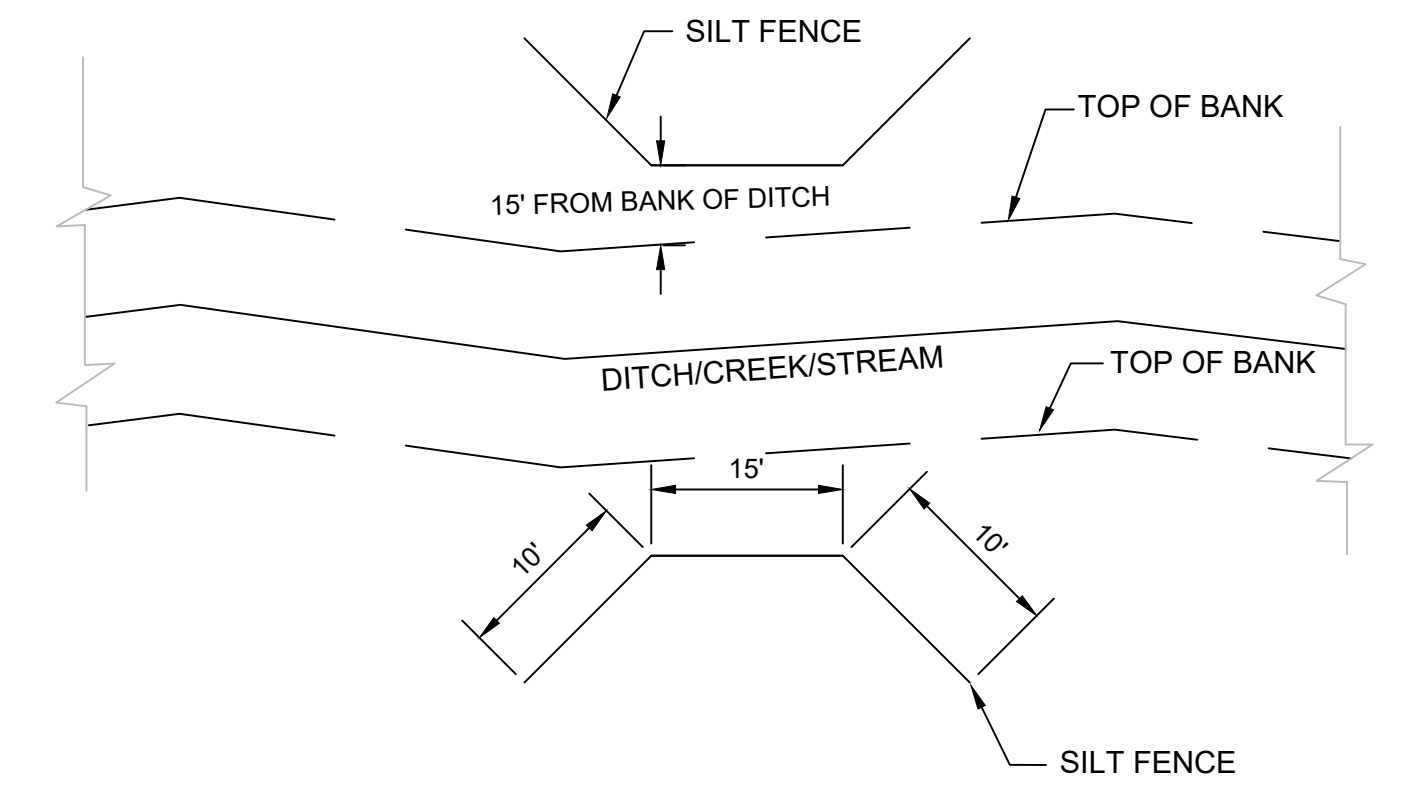 SILT FENCE
TOP OF BANK
15' FROM BANK OF DITCH
DITCH/CREEK/STREAM
TOP OF BANK
15'
10'
10'
SILT FENCE